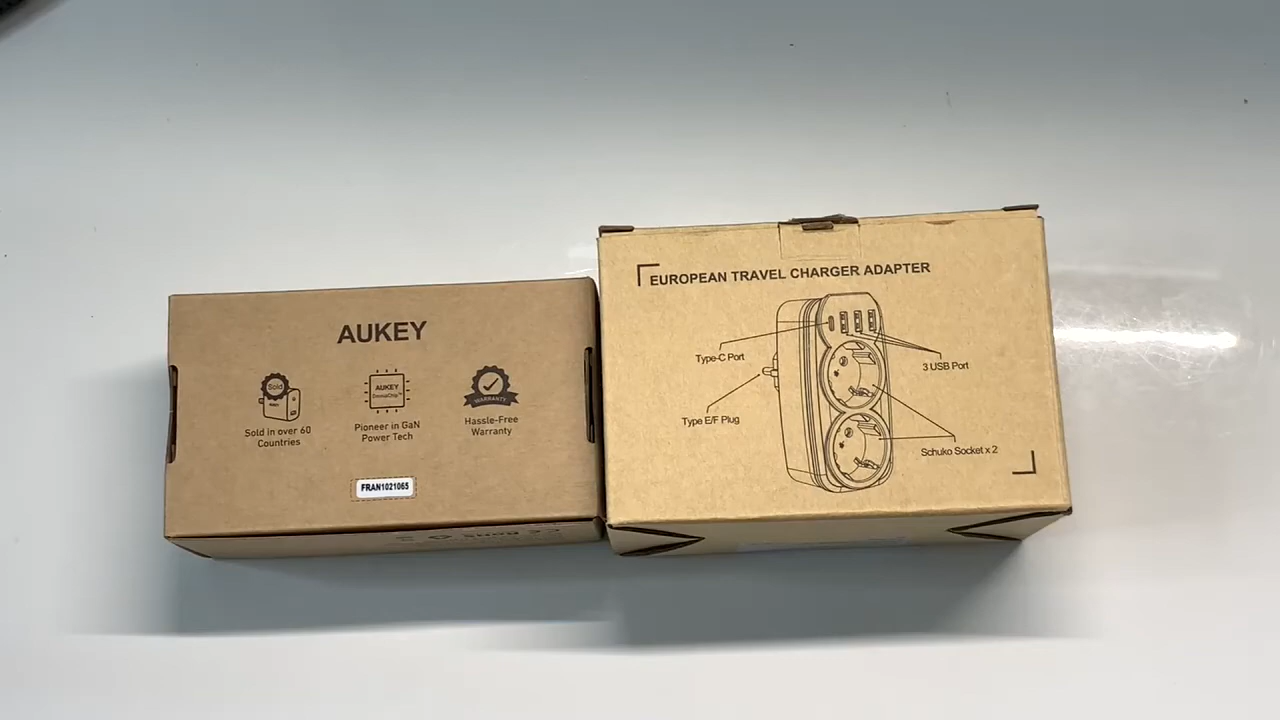 AUKEY
Sold
Sold in over 60
Countries
AUKEY
OmniaChip™
Pioneer in GaN
Power Tech
WARRANTY
Hassle-Free
Warranty
FRAN1021065
EUROPEAN TRAVEL CHARGER ADAPTER
Type-C Port
3 USB Port
Type E/F Plug
Schuko Socket x 2